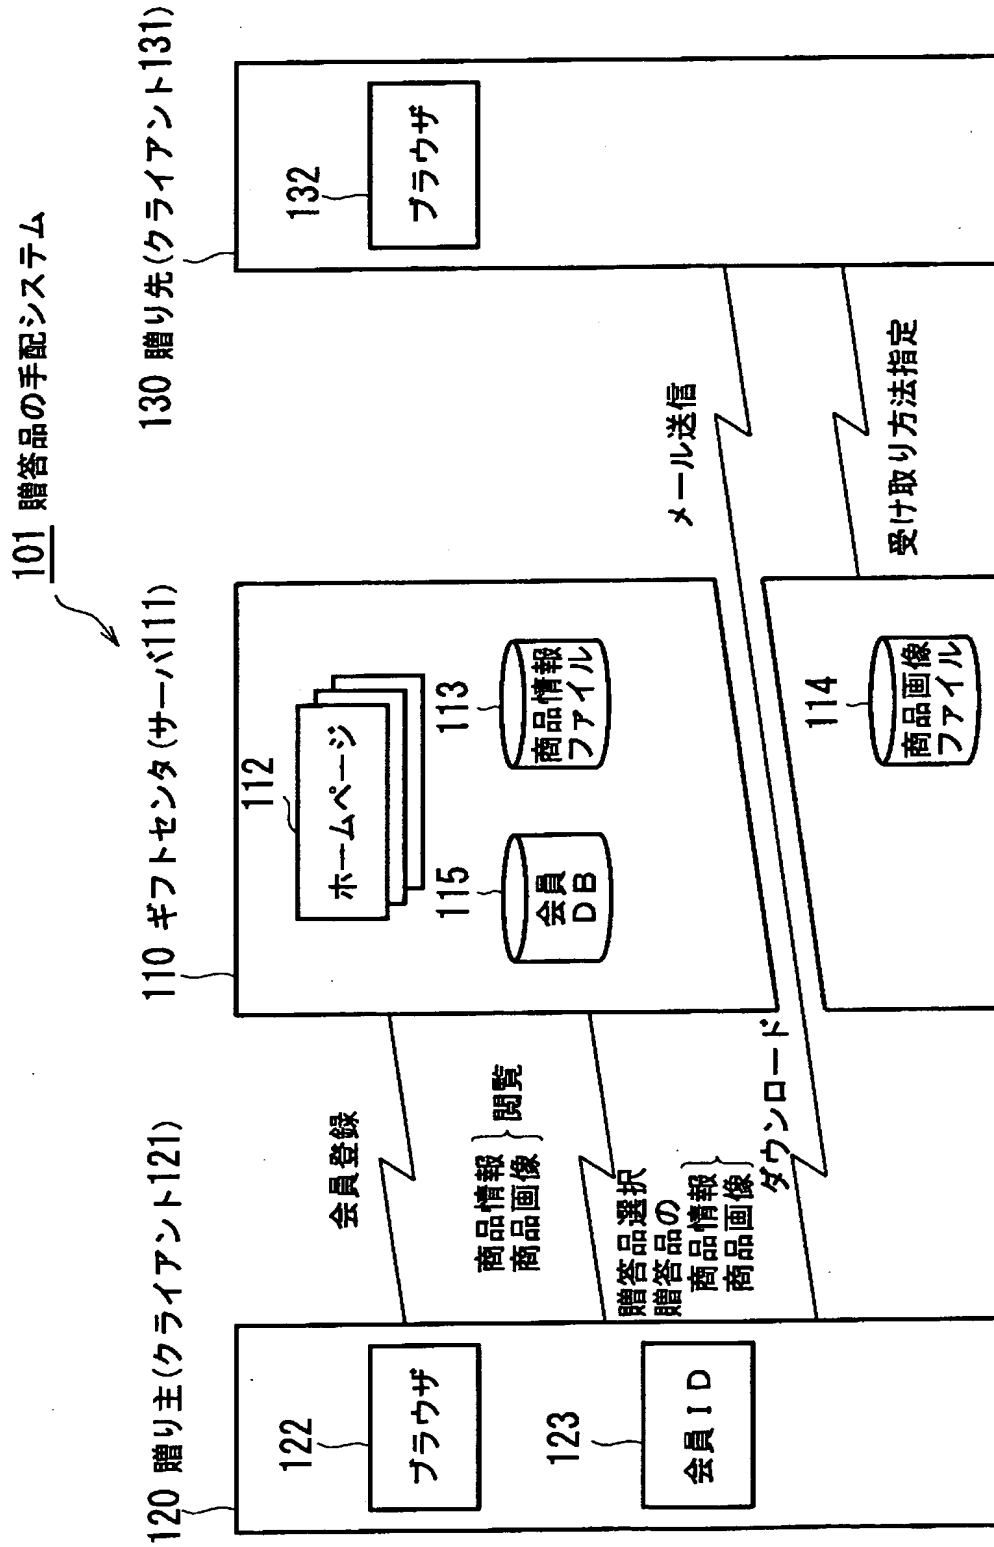 101 贈答品の手配システム
120 贈り主(クライアント121)
110 ギフトセンタ(サーバ111)
130 贈り先(クライアント131)
122
ブラウザ
123
会員ID
会員登録
商品情報
商品画像
閲覧
贈答品選択
贈答品の
商品情報
商品画像
ダウンロード
112
ホームページ
115
会員
DB
113
商品情報
ファイル
114
商品画像
ファイル
メール送信
受け取り方法指定
132
ブラウザ